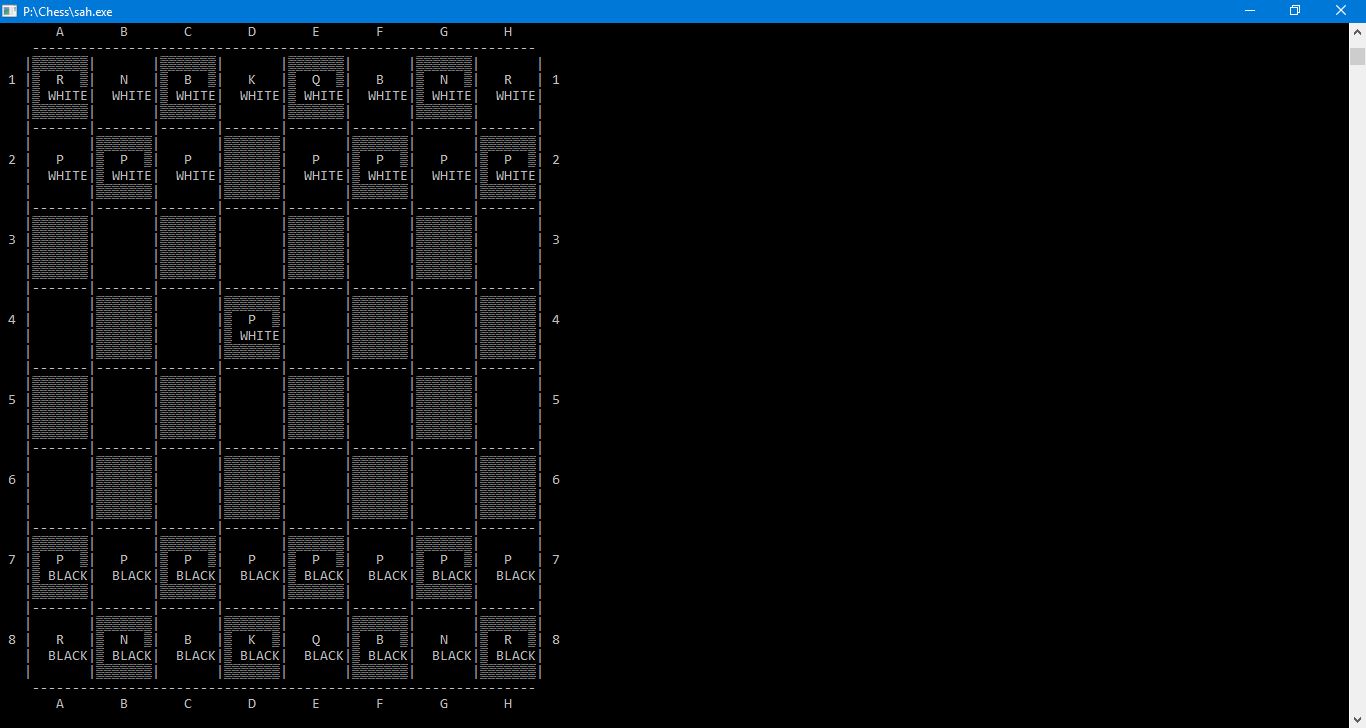 P:\Chess\sah.exe
A B C D E F G H
1 R N B K Q B N R 1
WHITE WHITE WHITE WHITE WHITE WHITE WHITE WHITE
2 P P P P P P P 2
WHITE WHITE WHITE WHITE WHITE WHITE WHITE
3 3
4 P 4
WHITE
5 5
6 6
7 P P P P P P P P 7
BLACK BLACK BLACK BLACK BLACK BLACK BLACK BLACK
8 R N B K Q B N R 8
BLACK BLACK BLACK BLACK BLACK BLACK BLACK BLACK
A B C D E F G H